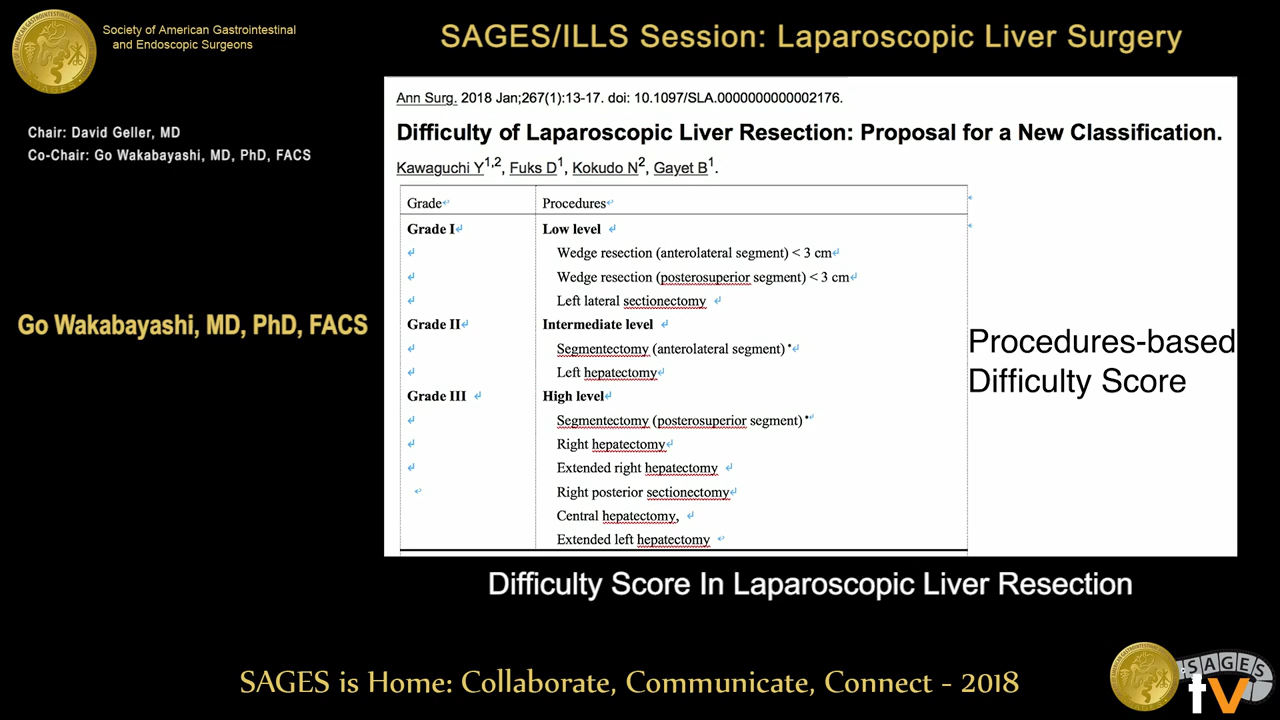 Society of American Gastrointestinal
and Endoscopic Surgeons
SAGES/ILLS Session: Laparoscopic Liver Surgery
Chair: David Geller, MD
Co-Chair: Go Wakabayashi, MD, PhD, FACS
Go Wakabayashi, MD, PhD, FACS
Ann Surg. 2018 Jan;267(1):13-17. doi: 10.1097/SLA.0000000000002176.
Difficulty of Laparoscopic Liver Resection: Proposal for a New Classification.
Kawaguchi Y1,2, Fuks D1, Kokudo N2, Gayet B1.
Grade Procedures
Grade I Low level
Wedge resection (anterolateral segment) < 3 cm
Wedge resection (posterosuperior segment) < 3 cm
Left lateral sectionectomy
Grade II Intermediate level
Segmentectomy (anterolateral segment) *
Left hepatectomy
Grade III High level
Segmentectomy (posterosuperior segment) *
Right hepatectomy
Extended right hepatectomy
Right posterior sectionectomy
Central hepatectomy,
Extended left hepatectomy
Procedures-based
Difficulty Score
Difficulty Score In Laparoscopic Liver Resection
SAGES is Home: Collaborate, Communicate, Connect - 2018
SAGES
tv